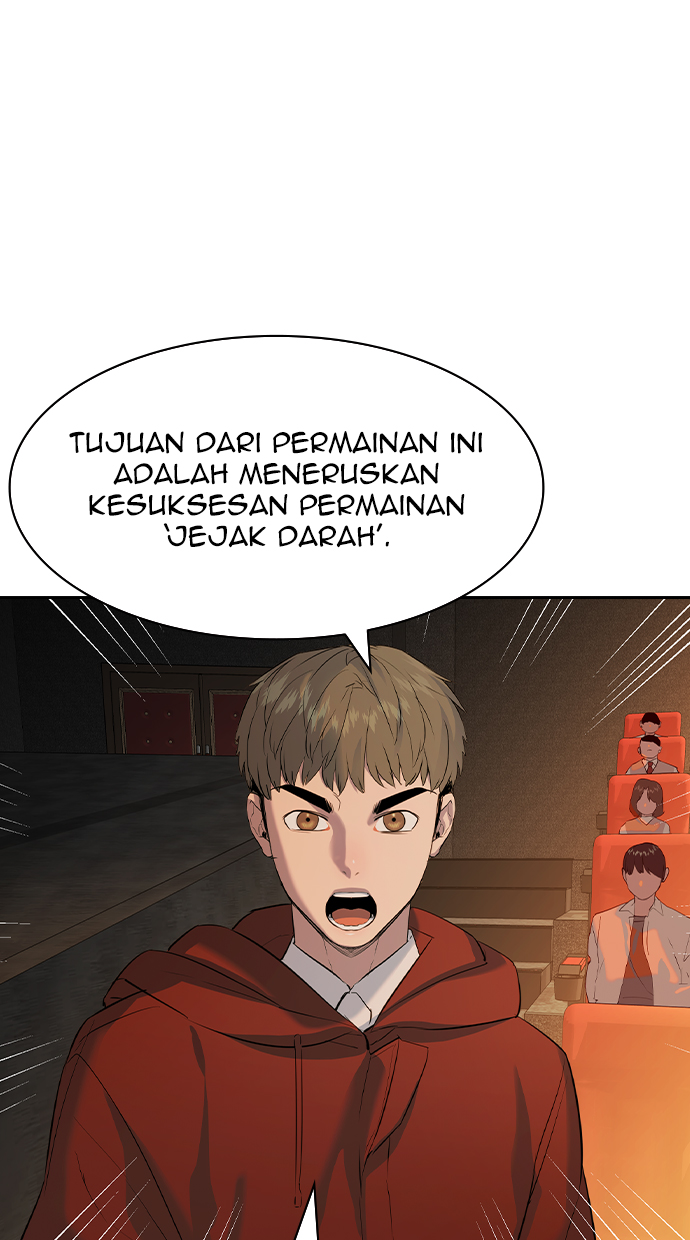 TUJUAN DARI PERMAINAN INI
ADALAH MENERUSKAN
KESUKSESAN PERMAINAN
'JEJAK DARAH'.